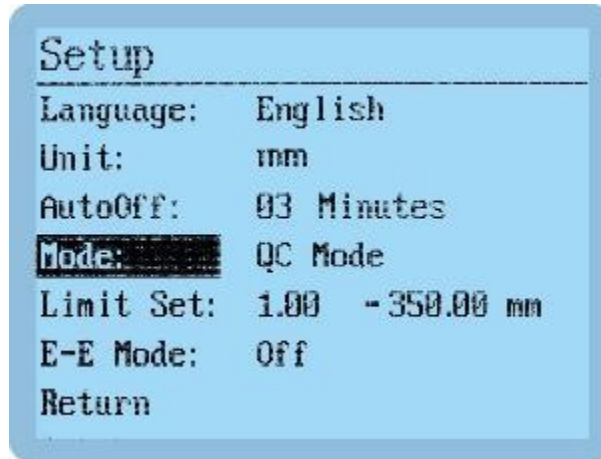 Setup
Language: English
Unit: mm
AutoOff: 03 Minutes
Mode: QC Mode
Limit Set: 1.00 -350.00 mm
E-E Mode: Off
Return